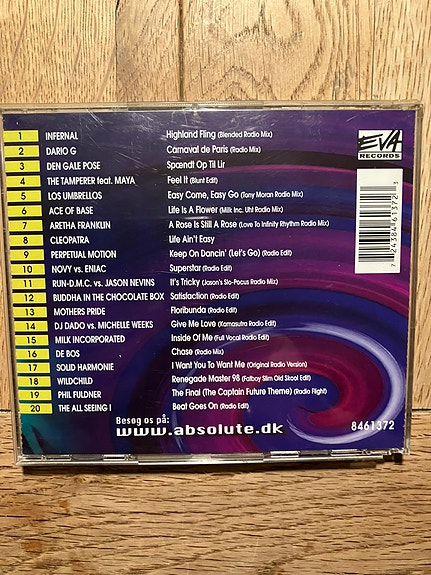 1 INFERNAL Highland Fling (Blended Radio Mix)
2 DARIO G Carnaval de Paris (Radio Mix)
3 DEN GALE POSE Spændt Op Til Lir
4 THE TAMPERER feat. MAYA Feel It (Blunt Edit)
5 LOS UMBRELLOS Easy Come, Easy Go (Tony Moran Radio Mix)
6 ACE OF BASE Life Is A Flower (Milk Inc. Uht Radio Mix)
7 ARETHA FRANKLIN A Rose Is Still A Rose (Love To Infinity Rhythm Radio Mix)
8 CLEOPATRA Life Ain't Easy
9 PERPETUAL MOTION Keep On Dancin' (Let's Go) (Radio Edit)
10 NOVY vs. ENIAC Superstar (Radio Edit)
11 RUN-D.M.C. vs. JASON NEVINS It's Tricky (Jason's Slo-Pocus Radio Mix)
12 BUDDHA IN THE CHOCOLATE BOX Satisfaction (Radio Edit)
13 MOTHERS PRIDE Floribunda (Radio Edit)
14 DJ DADO vs. MICHELLE WEEKS Give Me Love (Kamasutra Radio Edit)
15 MILK INCORPORATED Inside Of Me (Full Vocal Radio Edit)
16 DE BOS Chase (Radio Mix)
17 SOLID HARMONIE I Want You To Want Me (Original Radio Version)
18 WILDCHILD Renegade Master 98 (Fatboy Slim Old Skool Edit)
19 PHIL FULDNER The Final (The Captain Future Theme) (Radio Flight)
20 THE ALL SEEING I Beat Goes On (Radio Edit)
Besøg os på:
www.absolute.dk
EVA
RECORDS
7 24384 61372 3
8461372